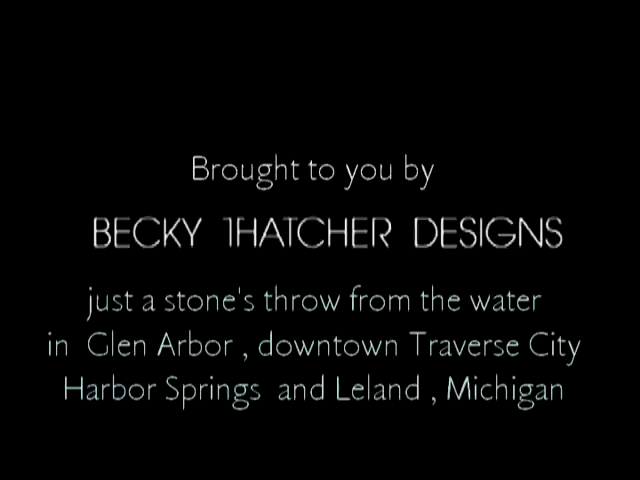 Brought to you by
BECKY THATCHER DESIGNS
just a stone's throw from the water
in Glen Arbor , downtown Traverse City
Harbor Springs and Leland , Michigan